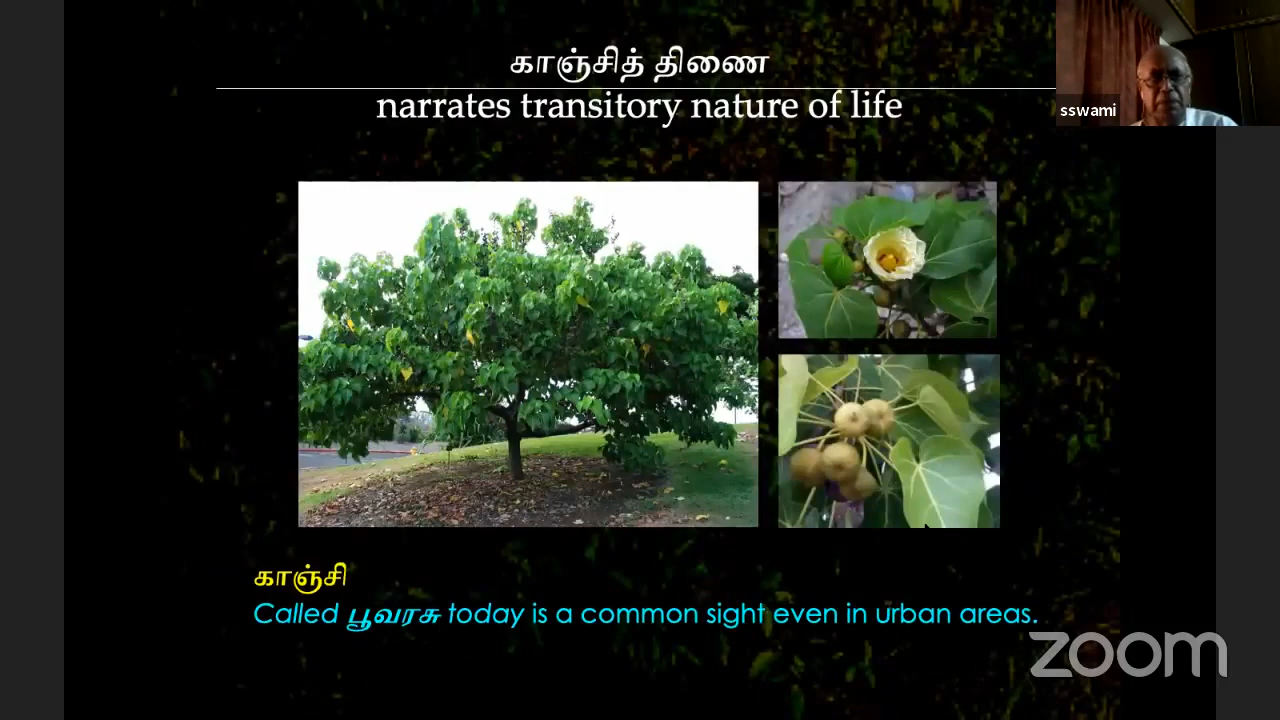 காஞ்சித் திணை
narrates transitory nature of life
sswami
காஞ்சி
Called பூவரசு today is a common sight even in urban areas.
zoom